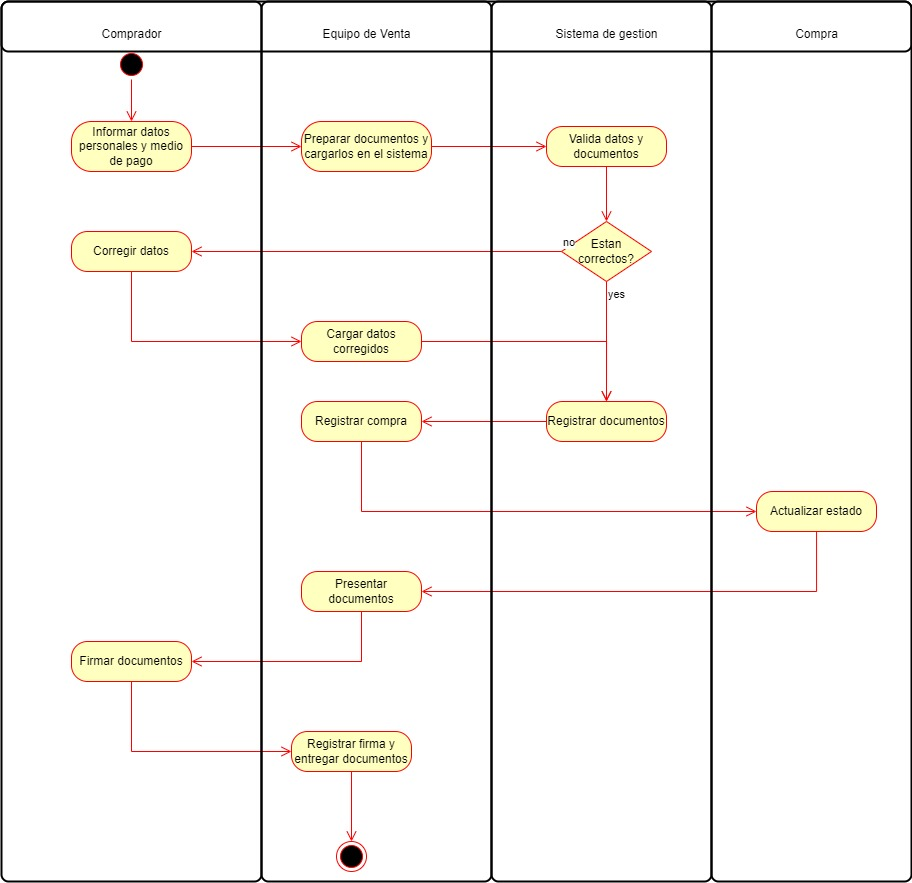 Comprador
Equipo de Venta
Sistema de gestion
Compra
Informar datos
personales y medio
de pago
Preparar documentos y
cargarlos en el sistema
Valida datos y
documentos
Corregir datos
no
Estan
correctos?
yes
Cargar datos
corregidos
Registrar compra
Registrar documentos
Actualizar estado
Presentar
documentos
Firmar documentos
Registrar firma y
entregar documentos